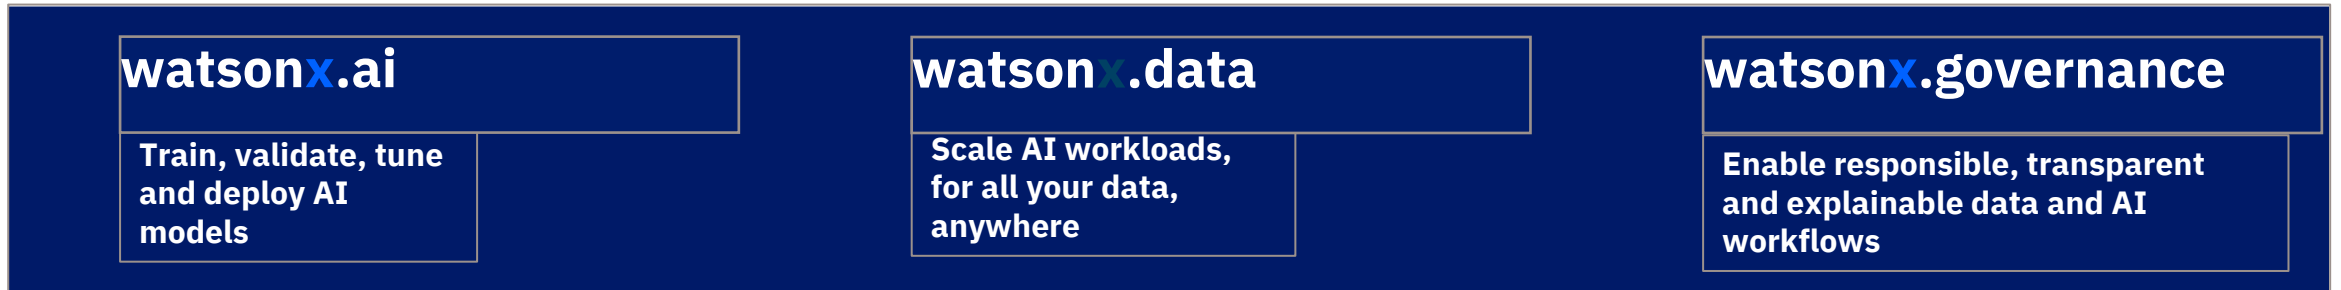 watsonx.ai
Train, validate, tune
and deploy AI
models
watsonx.data
Scale AI workloads,
for all your data,
anywhere
watsonx.governance
Enable responsible, transparent
and explainable data and AI
workflows